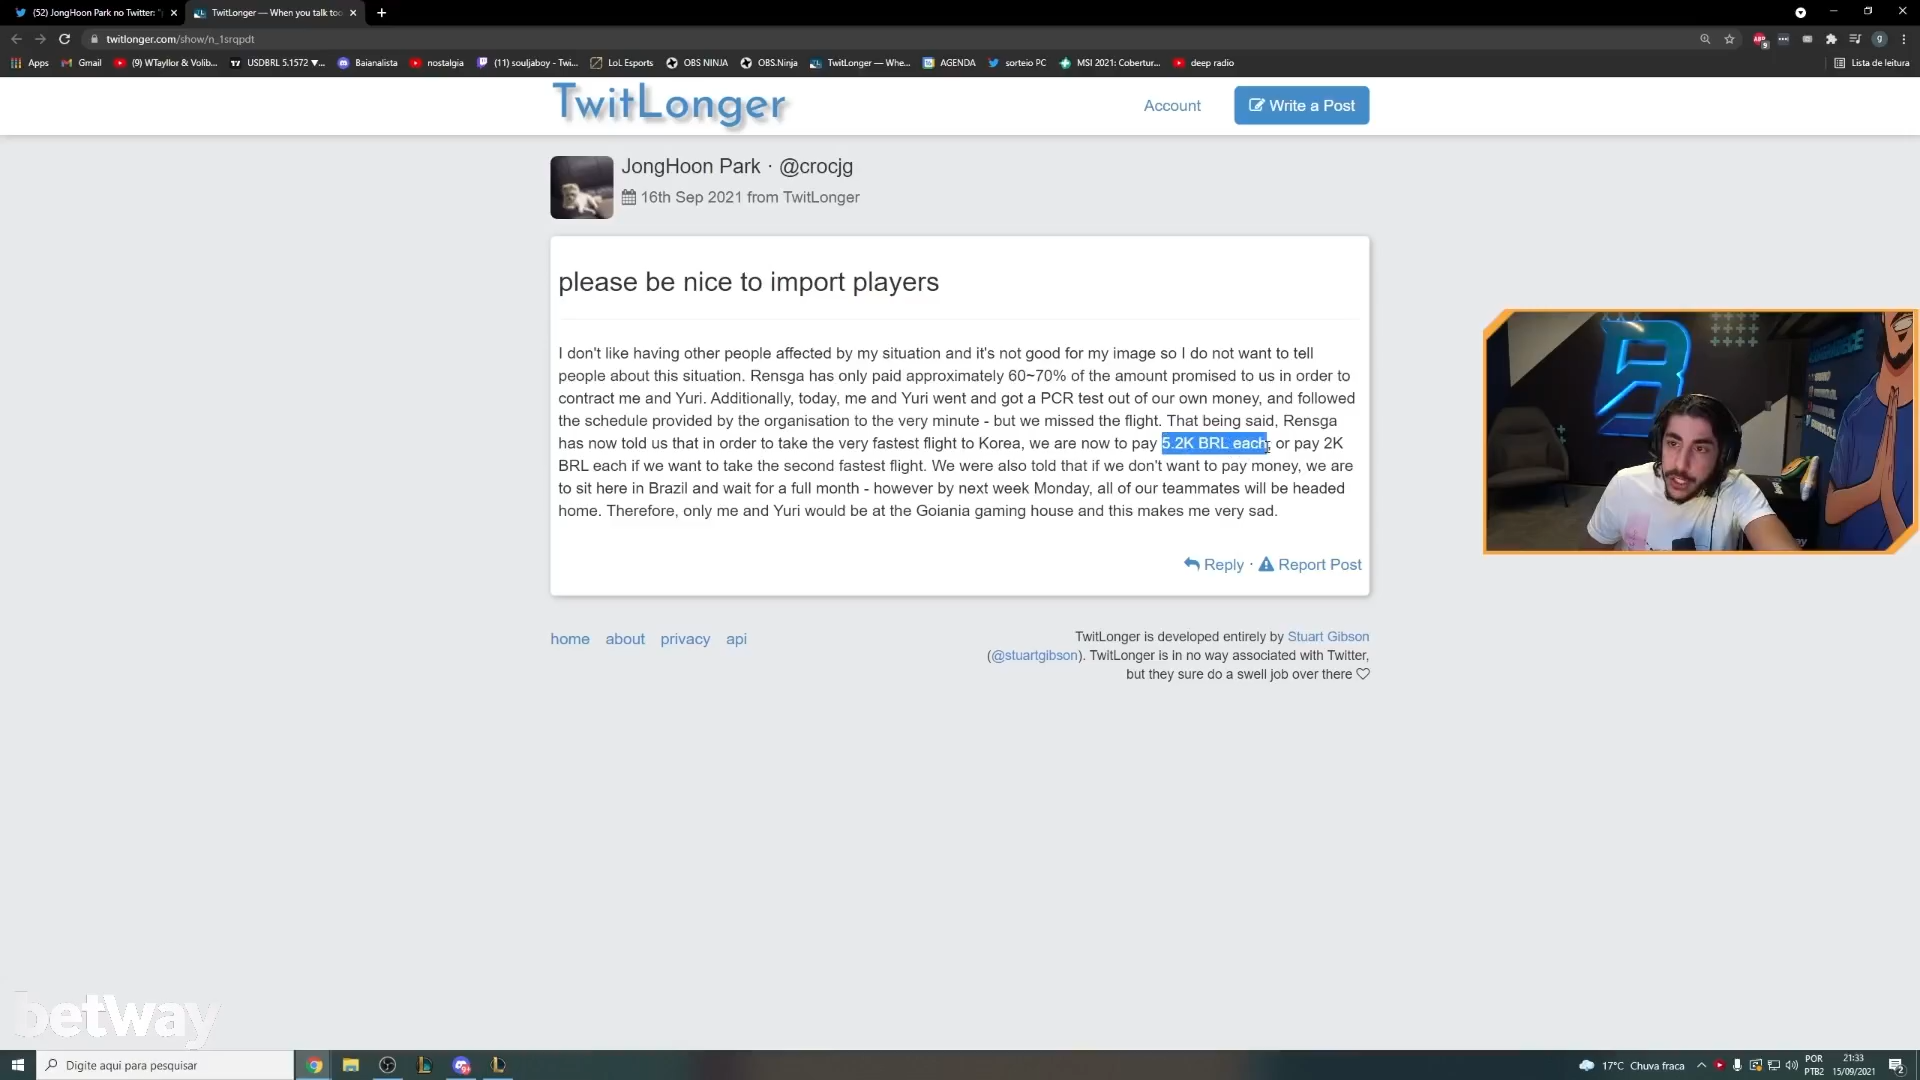 (52) JongHoon Park no Twitter: "
TwitLonger — When you talk too
twitlonger.com/show/n_1srqpdt
Apps
Gmail
(9) WTayllor & Volib...
USDBRL 5.1572 ▼...
Baianalista
nostalgia
(11) souljaboy - Twi...
LoL Esports
OBS NINJA
OBS.Ninja
TwitLonger — Whe...
AGENDA
sorteio PC
MSI 2021: Cobertur...
deep radio
Lista de leitura
TwitLonger
Account
Write a Post
JongHoon Park · @crocjg
16th Sep 2021 from TwitLonger
please be nice to import players
I don't like having other people affected by my situation and it's not good for my image so I do not want to tell
people about this situation. Rensga has only paid approximately 60~70% of the amount promised to us in order to
contract me and Yuri. Additionally, today, me and Yuri went and got a PCR test out of our own money, and followed
the schedule provided by the organisation to the very minute - but we missed the flight. That being said, Rensga
has now told us that in order to take the very fastest flight to Korea, we are now to pay 5.2K BRL each, or pay 2K
BRL each if we want to take the second fastest flight. We were also told that if we don't want to pay money, we are
to sit here in Brazil and wait for a full month - however by next week Monday, all of our teammates will be headed
home. Therefore, only me and Yuri would be at the Goiania gaming house and this makes me very sad.
Reply · Report Post
home about privacy api
TwitLonger is developed entirely by Stuart Gibson
(@stuartgibson). TwitLonger is in no way associated with Twitter,
but they sure do a swell job over there ♡
betway
Digite aqui para pesquisar
17°C Chuva fraca
POR
PTB2
21:33
15/09/2021